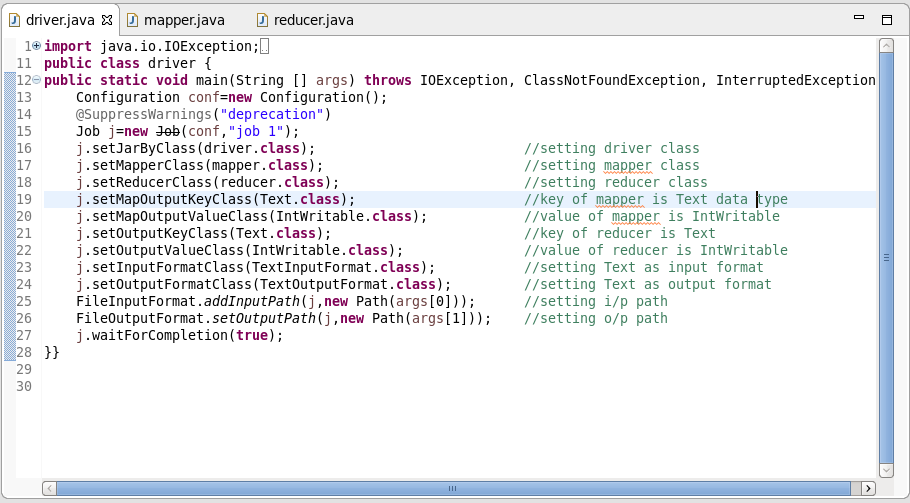 driver.java mapper.java reducer.java
1 import java.io.IOException;
11 public class driver {
12 public static void main(String [] args) throws IOException, ClassNotFoundException, InterruptedException
13 Configuration conf=new Configuration();
14 @SuppressWarnings("deprecation")
15 Job j=new Job(conf,"job 1");
16 j.setJarByClass(driver.class); //setting driver class
17 j.setMapperClass(mapper.class); //setting mapper class
18 j.setReducerClass(reducer.class); //setting reducer class
19 j.setMapOutputKeyClass(Text.class); //key of mapper is Text data type
20 j.setMapOutputValueClass(IntWritable.class); //value of mapper is IntWritable
21 j.setOutputKeyClass(Text.class); //key of reducer is Text
22 j.setOutputValueClass(IntWritable.class); //value of reducer is IntWritable
23 j.setInputFormatClass(TextInputFormat.class); //setting Text as input format
24 j.setOutputFormatClass(TextOutputFormat.class); //setting Text as output format
25 FileInputFormat.addInputPath(j,new Path(args[0])); //setting i/p path
26 FileOutputFormat.setOutputPath(j,new Path(args[1])); //setting o/p path
27 j.waitForCompletion(true);
28 }}
29
30